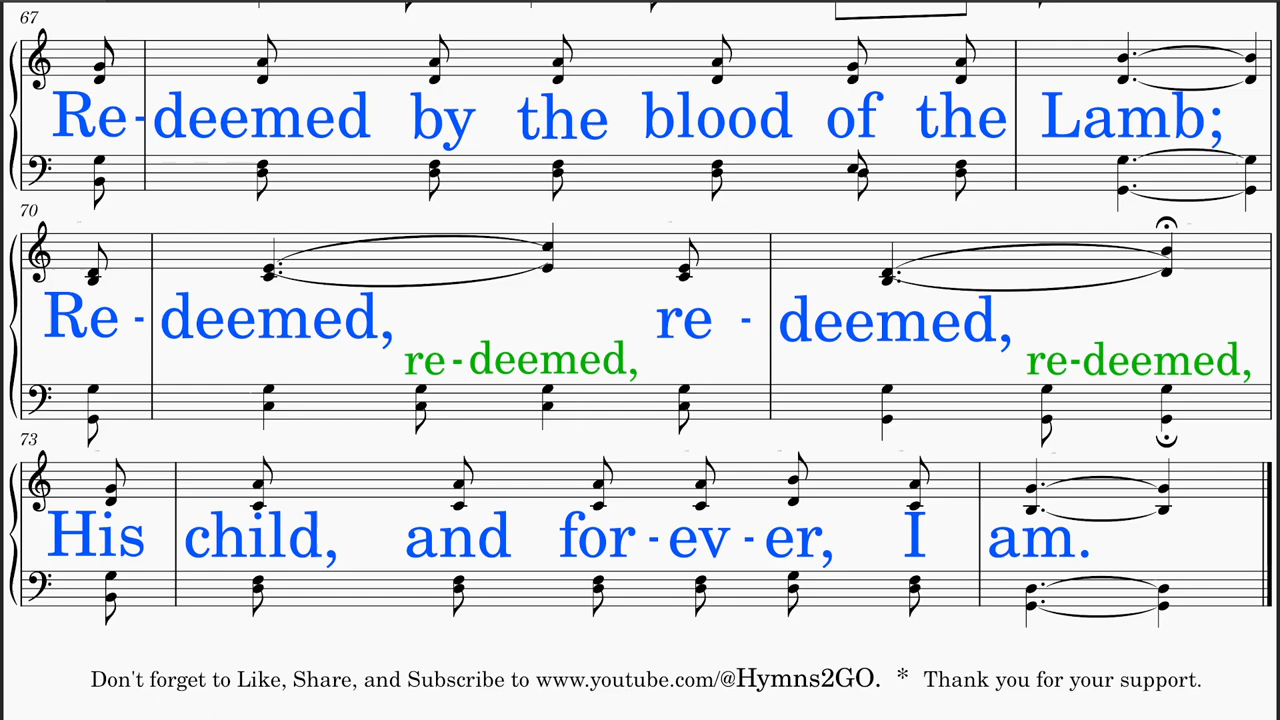 67
Re-deemed by the blood of the Lamb;
70
Re - deemed, re - deemed,
re-deemed, re-deemed,
73
His child, and for-ev-er, I am.
Don't forget to Like, Share, and Subscribe to www.youtube.com/@Hymns2GO. * Thank you for your support.